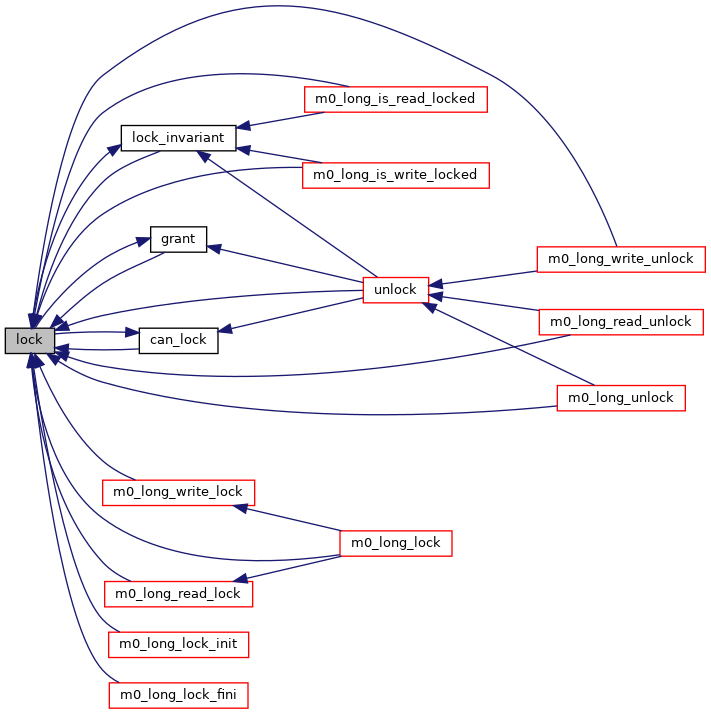 m0_long_is_read_locked
lock_invariant
m0_long_is_write_locked
grant
m0_long_write_unlock
unlock
m0_long_read_unlock
lock
can_lock
m0_long_unlock
m0_long_write_lock
m0_long_lock
m0_long_read_lock
m0_long_lock_init
m0_long_lock_fini